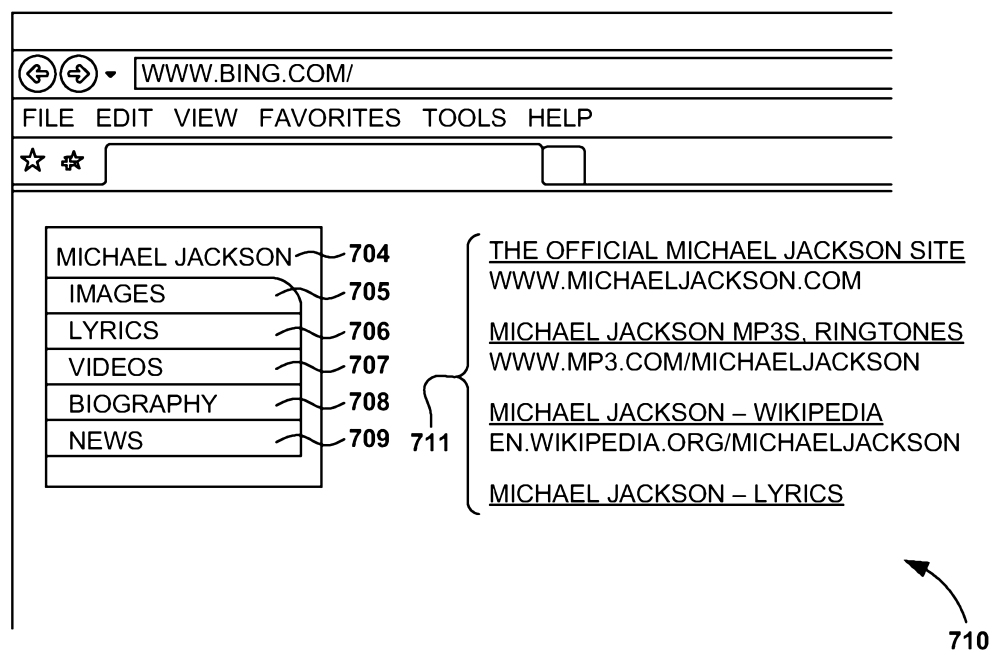 WWW.BING.COM/
FILE EDIT VIEW FAVORITES TOOLS HELP
MICHAEL JACKSON 704
IMAGES 705
LYRICS 706
VIDEOS 707
BIOGRAPHY 708
NEWS 709
711
THE OFFICIAL MICHAEL JACKSON SITE
WWW.MICHAELJACKSON.COM
MICHAEL JACKSON MP3S, RINGTONES
WWW.MP3.COM/MICHAELJACKSON
MICHAEL JACKSON – WIKIPEDIA
EN.WIKIPEDIA.ORG/MICHAELJACKSON
MICHAEL JACKSON – LYRICS
710